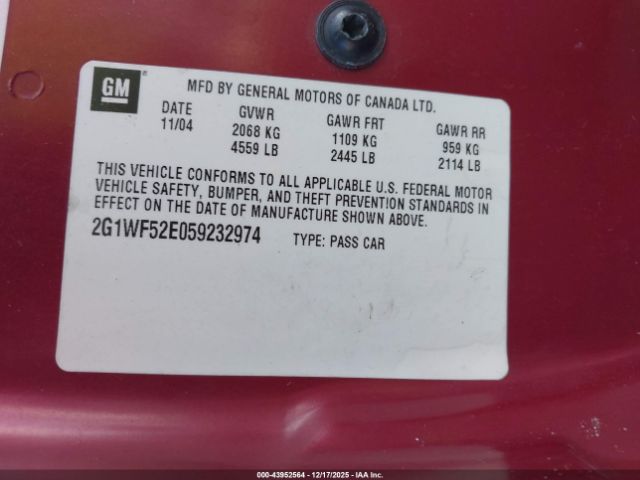 GM
MFD BY GENERAL MOTORS OF CANADA LTD.
DATE GVWR GAWR FRT GAWR RR
11/04 2068 KG 1109 KG 959 KG
4559 LB 2445 LB 2114 LB
THIS VEHICLE CONFORMS TO ALL APPLICABLE U.S. FEDERAL MOTOR
VEHICLE SAFETY, BUMPER, AND THEFT PREVENTION STANDARDS IN
EFFECT ON THE DATE OF MANUFACTURE SHOWN ABOVE.
2G1WF52E059232974 TYPE: PASS CAR
000-43952564 - 12/17/2025 - IAA Inc.